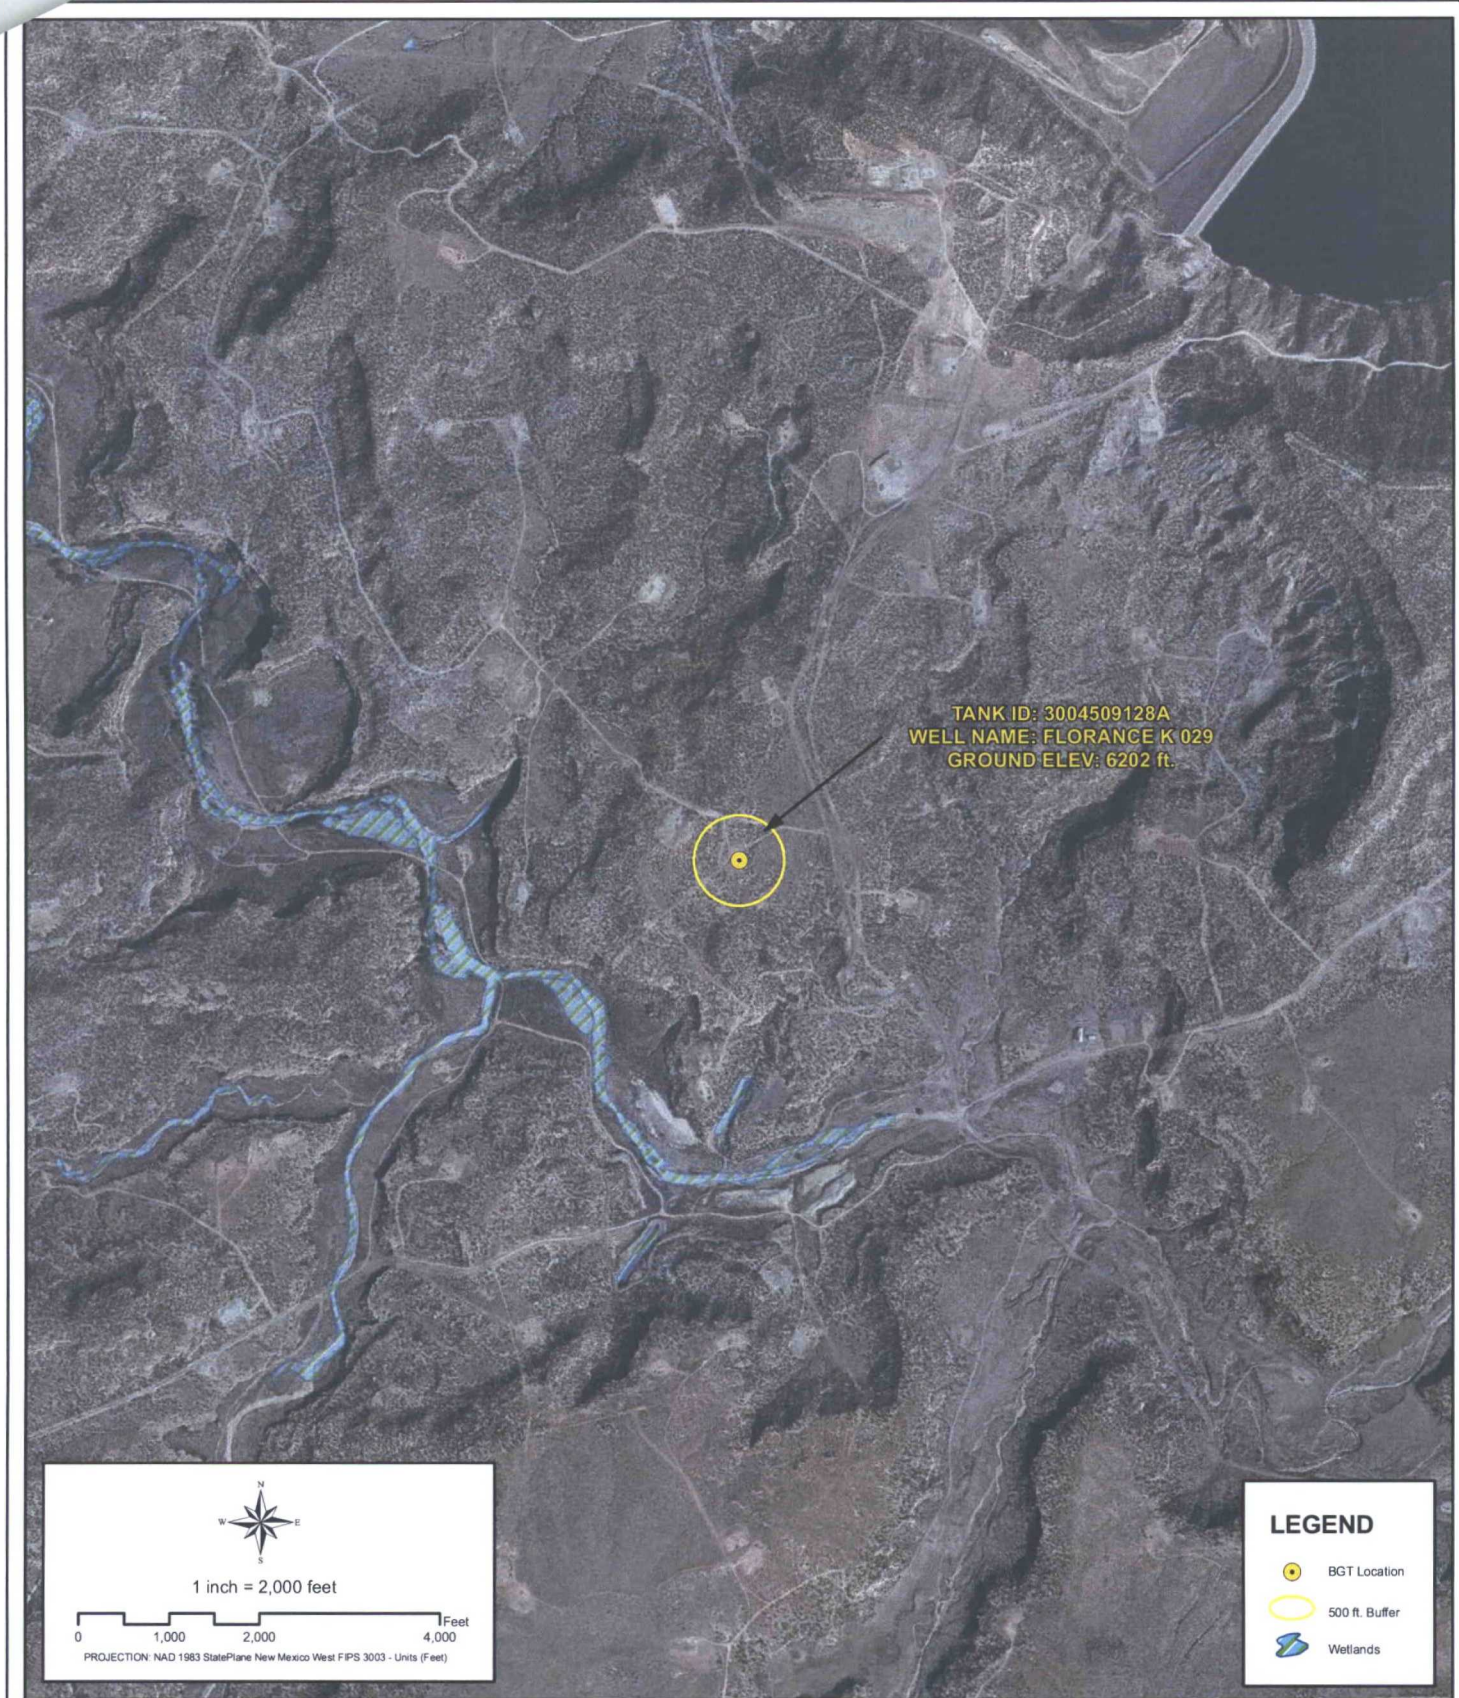 TANK ID: 3004509128A
WELL NAME: FLORANCE K 029
GROUND ELEV: 6202 ft.
N
W E
S
1 inch = 2,000 feet
Feet
0 1,000 2,000 4,000
PROJECTION: NAD 1983 StatePlane New Mexico West FIPS 3003 - Units (Feet)
LEGEND
BGT Location
500 ft. Buffer
Wetlands